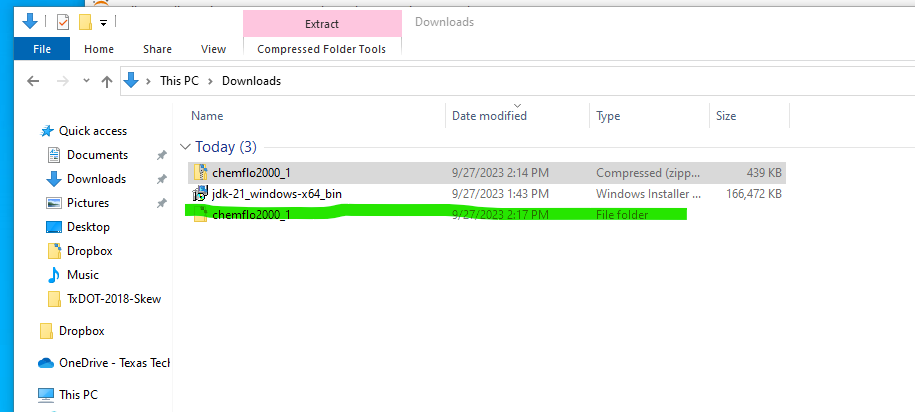 Extract
Downloads
File Home Share View Compressed Folder Tools
This PC Downloads
Name Date modified Type Size
Quick access
Today (3)
Documents
chemflo2000_1 9/27/2023 2:14 PM Compressed (zipp... 439 KB
Downloads
jdk-21_windows-x64_bin 9/27/2023 1:43 PM Windows Installer ... 166,472 KB
Pictures
chemflo2000_1 9/27/2023 2:17 PM File folder
Desktop
Dropbox
Music
TxDOT-2018-Skew
Dropbox
OneDrive - Texas Tech
This PC